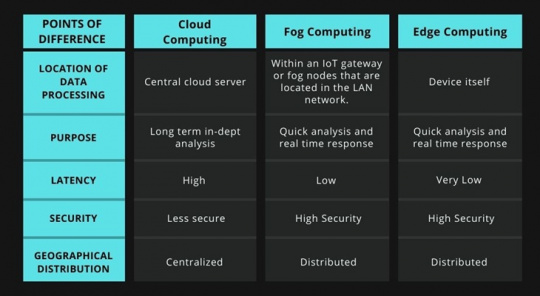 POINTS OF
DIFFERENCE
Cloud
Computing
Fog Computing
Edge Computing
LOCATION OF
DATA
PROCESSING
Central cloud server
Within an IoT gateway
or fog nodes that are
located in the LAN
network.
Device itself
PURPOSE
Long term in-dept
analysis
Quick analysis and
real time response
Quick analysis and
real time response
LATENCY
High
Low
Very Low
SECURITY
Less secure
High Security
High Security
GEOGRAPHICAL
DISTRIBUTION
Centralized
Distributed
Distributed